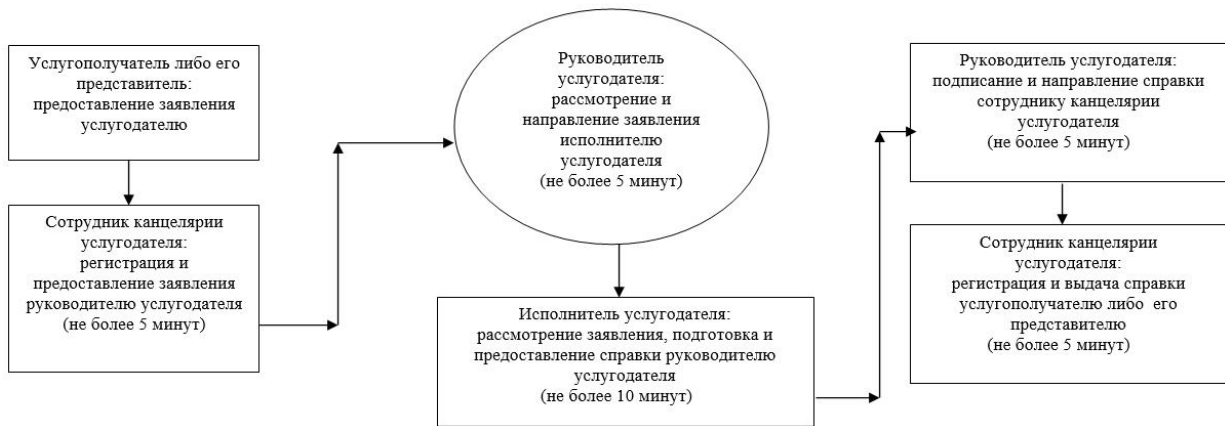 Услугополучатель либо его
представитель:
предоставление заявления
услугодателю
Сотрудник канцелярии
услугодателя:
регистрация и
предоставление заявления
руководителю услугодателя
(не более 5 минут)
Руководитель
услугодателя:
рассмотрение и
направление заявления
исполнителю
услугодателя
(не более 5 минут)
Исполнитель услугодателя:
рассмотрение заявления, подготовка и
предоставление справки руководителю
услугодателя
(не более 10 минут)
Руководитель услугодателя:
подписание и направление справки
сотруднику канцелярии
услугодателя
(не более 5 минут)
Сотрудник канцелярии
услугодателя:
регистрация и выдача справки
услугополучателю либо его
представителю
(не более 5 минут)